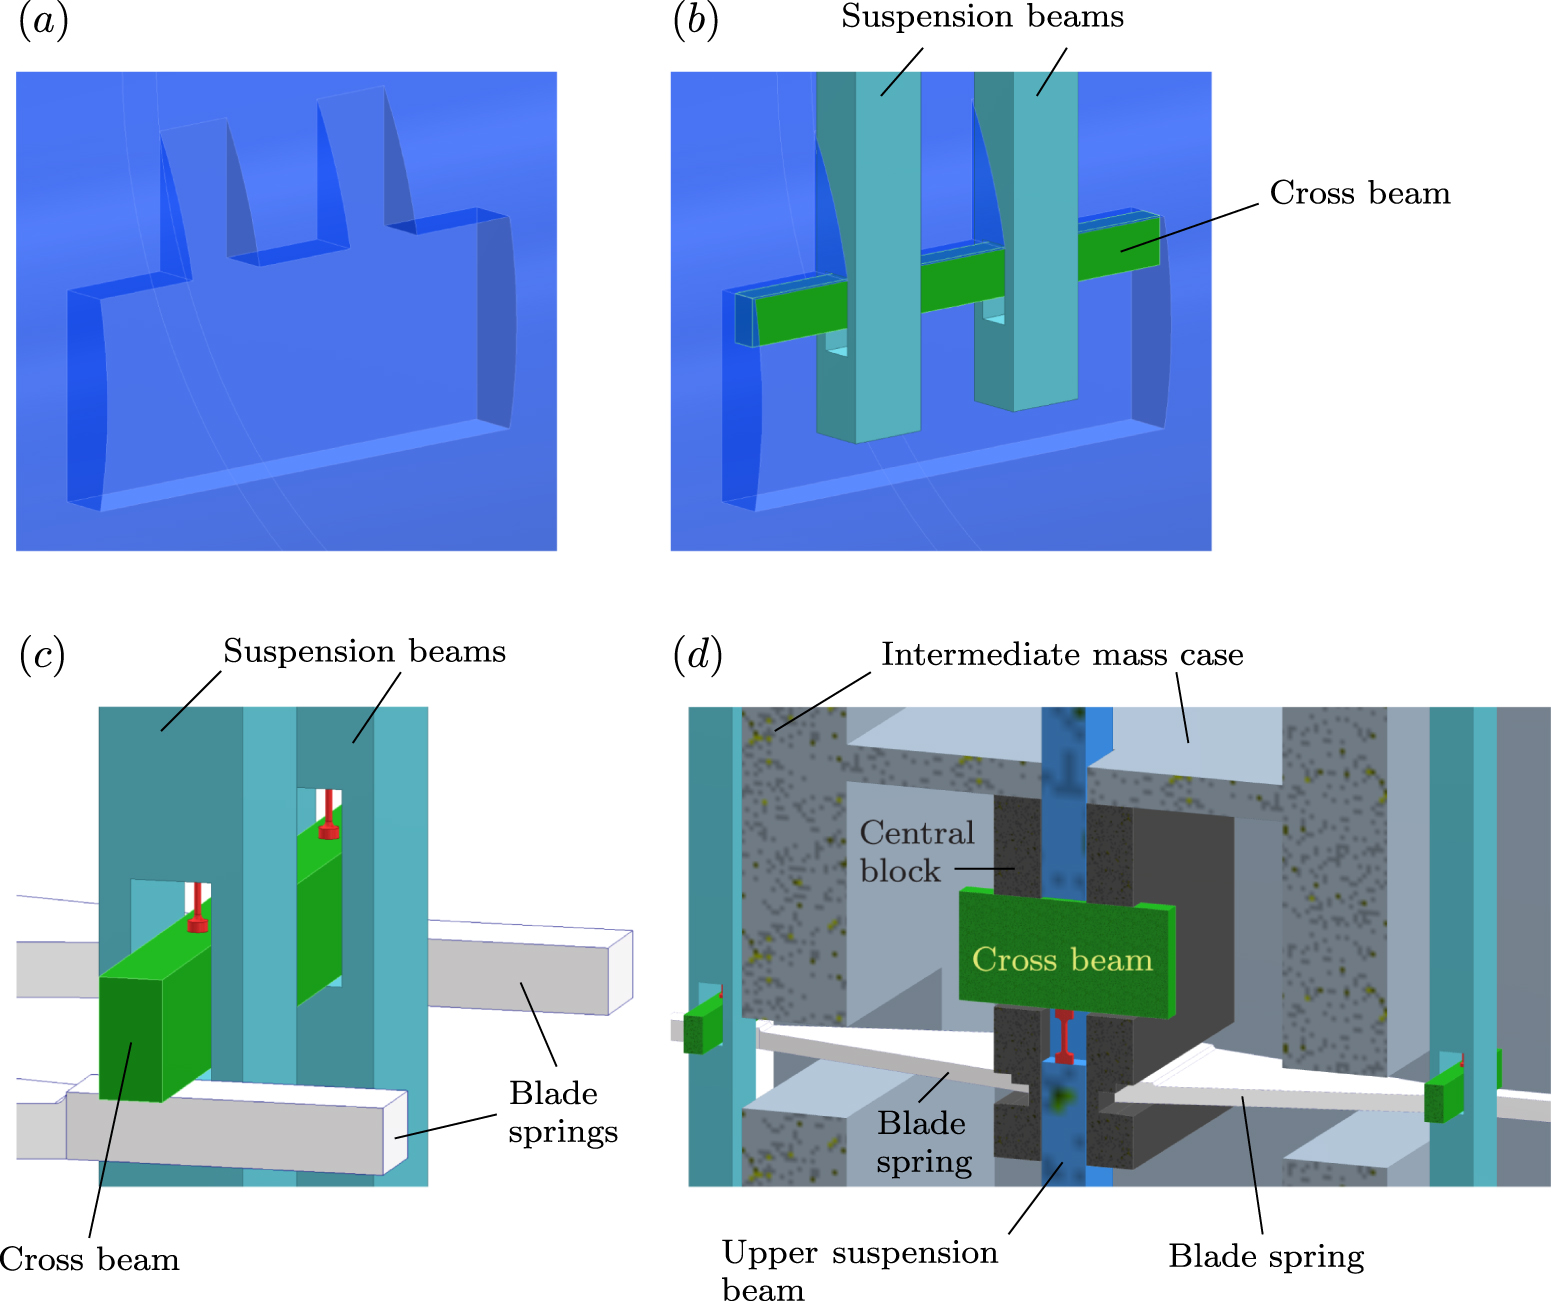 (a)
(b)
Suspension beams
Cross beam
(c)
Suspension beams
Blade
springs
Cross beam
(d)
Intermediate mass case
Central
block
Cross beam
Blade
spring
Upper suspension
beam
Blade spring